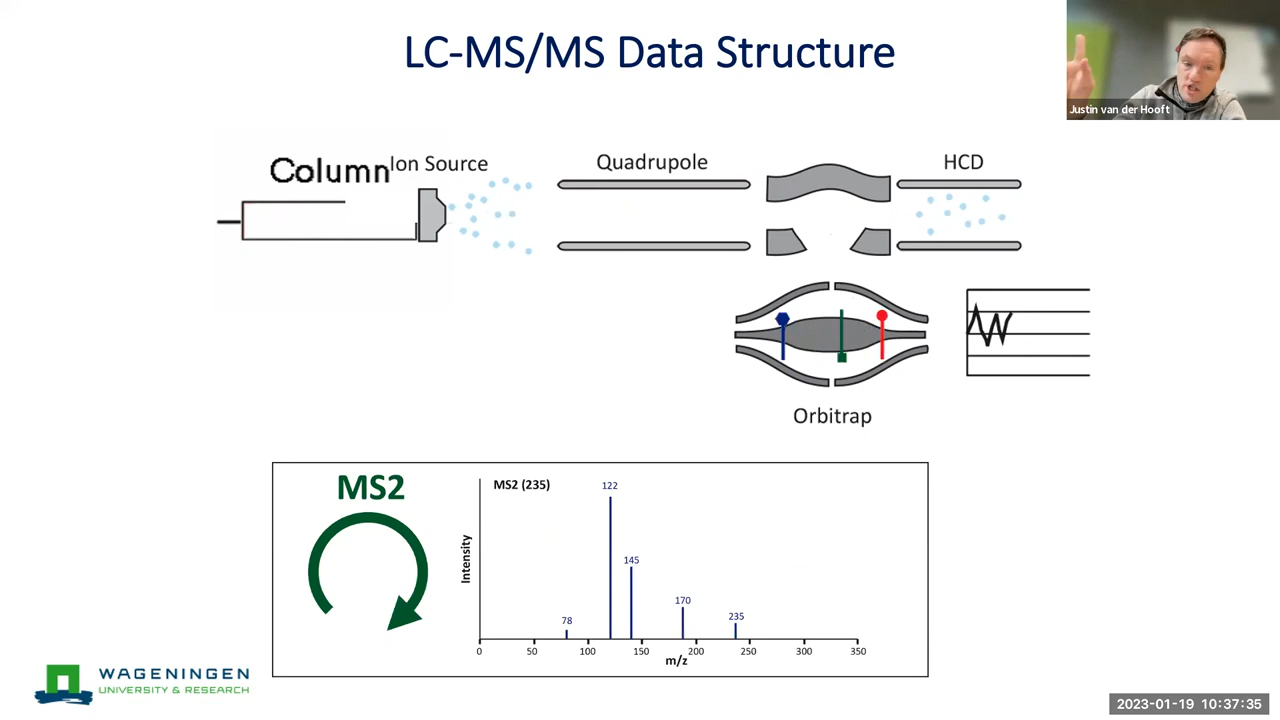 LC-MS/MS Data Structure
Justin van der Hooft
Column
Ion Source
Quadrupole
HCD
Orbitrap
MS2
MS2 (235)
Intensity
122
145
170
78
235
0 50 100 150 200 250 300 350
m/z
WAGENINGEN
UNIVERSITY & RESEARCH
2023-01-19 10:37:35